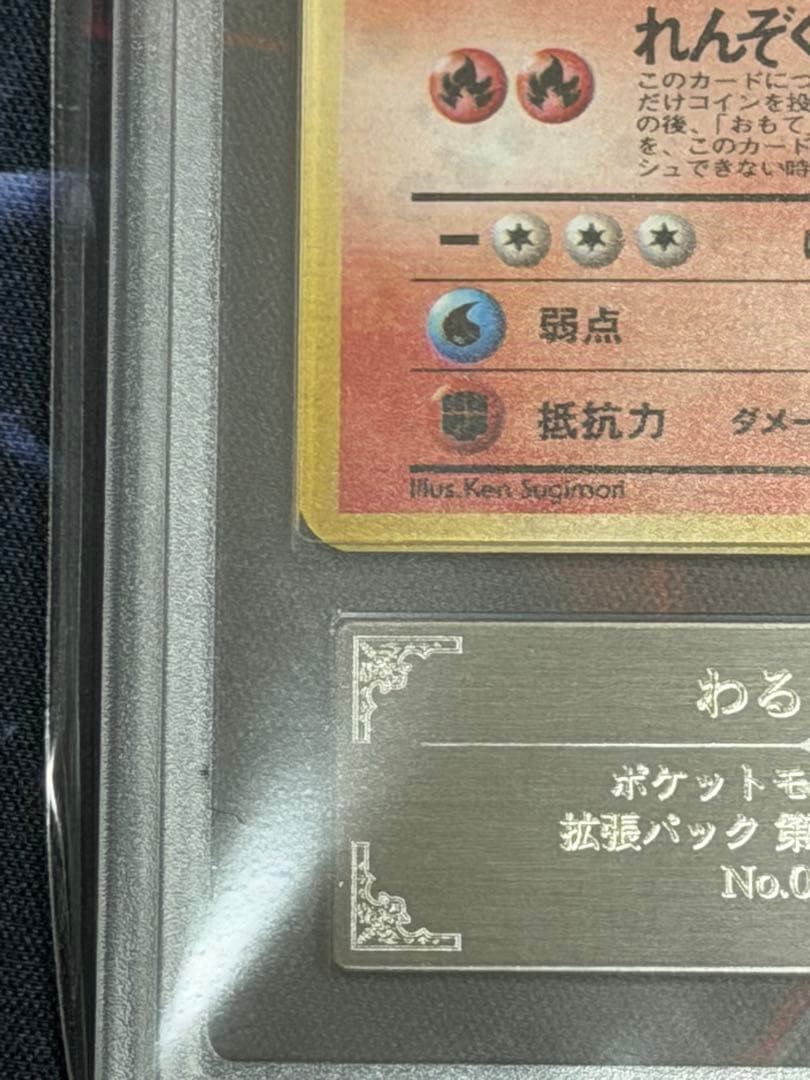 れんぞく
このカードにつ
だけコインを投
の後、「おもて
を、このカード
シュできない時
弱点
抵抗力 ダメー
Illus. Ken Sugimori
わる
ポケットモ
拡張パック 第
No.0